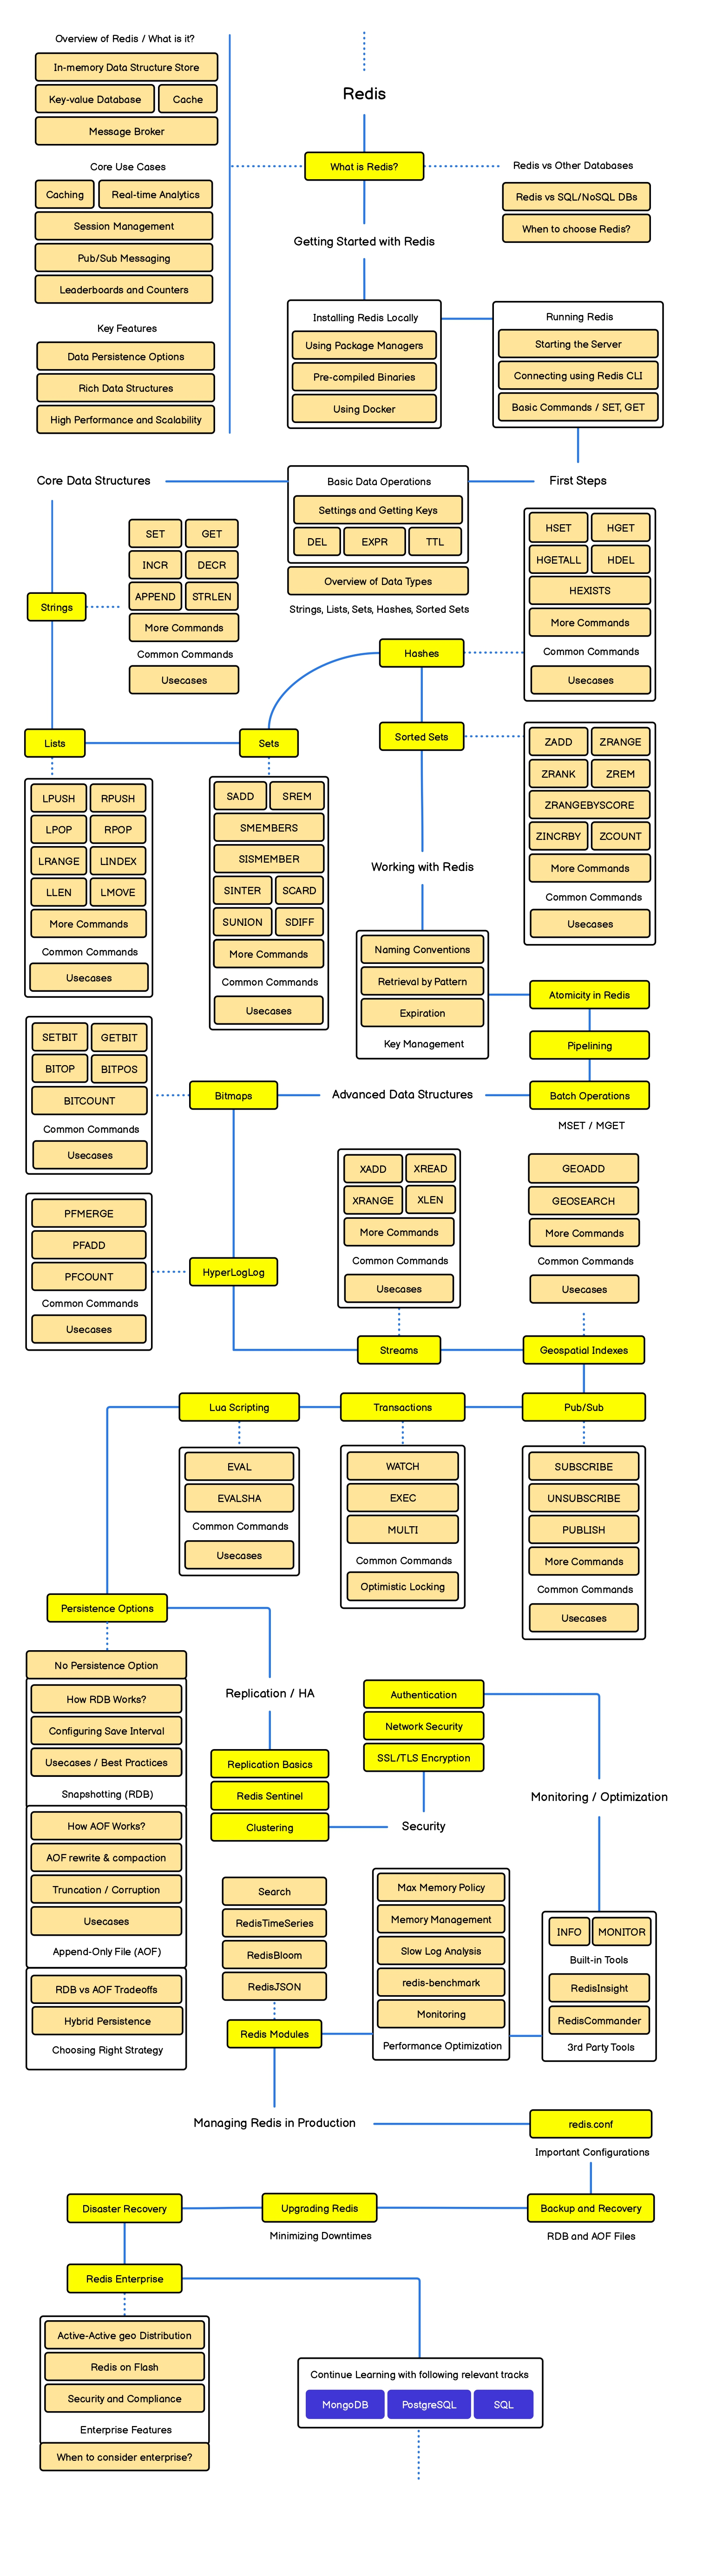 Redis
Overview of Redis / What is it?
In-memory Data Structure Store
Key-value Database
Cache
Message Broker
Core Use Cases
Caching
Real-time Analytics
Session Management
Pub/Sub Messaging
Leaderboards and Counters
Key Features
Data Persistence Options
Rich Data Structures
High Performance and Scalability
What is Redis?
Redis vs Other Databases
Redis vs SQL/NoSQL DBs
When to choose Redis?
Getting Started with Redis
Installing Redis Locally
Using Package Managers
Pre-compiled Binaries
Using Docker
Running Redis
Starting the Server
Connecting using Redis CLI
Basic Commands / SET, GET
First Steps
Basic Data Operations
Settings and Getting Keys
DEL
EXPR
TTL
Overview of Data Types
Strings, Lists, Sets, Hashes, Sorted Sets
Core Data Structures
Strings
SET
GET
INCR
DECR
APPEND
STRLEN
More Commands
Common Commands
Usecases
Lists
LPUSH
RPUSH
LPOP
RPOP
LRANGE
LINDEX
LLEN
LMOVE
More Commands
Common Commands
Usecases
Sets
SADD
SREM
SMEMBERS
SISMEMBER
SINTER
SCARD
SUNION
SDIFF
More Commands
Common Commands
Usecases
Hashes
HSET
HGET
HGETALL
HDEL
HEXISTS
More Commands
Common Commands
Usecases
Sorted Sets
ZADD
ZRANGE
ZRANK
ZREM
ZRANGEBYSCORE
ZINCRBY
ZCOUNT
More Commands
Common Commands
Usecases
Working with Redis
Naming Conventions
Retrieval by Pattern
Expiration
Key Management
Atomicity in Redis
Pipelining
Batch Operations
MSET / MGET
Advanced Data Structures
Bitmaps
SETBIT
GETBIT
BITOP
BITPOS
BITCOUNT
Common Commands
Usecases
HyperLogLog
PFMERGE
PFADD
PFCOUNT
Common Commands
Usecases
XADD
XREAD
XRANGE
XLEN
More Commands
Common Commands
Usecases
Streams
GEOADD
GEOSEARCH
More Commands
Common Commands
Usecases
Geospatial Indexes
Pub/Sub
SUBSCRIBE
UNSUBSCRIBE
PUBLISH
More Commands
Common Commands
Usecases
Transactions
WATCH
EXEC
MULTI
Common Commands
Optimistic Locking
Lua Scripting
EVAL
EVALSHA
Common Commands
Usecases
Persistence Options
No Persistence Option
How RDB Works?
Configuring Save Interval
Usecases / Best Practices
Snapshotting (RDB)
How AOF Works?
AOF rewrite & compaction
Truncation / Corruption
Usecases
Append-Only File (AOF)
RDB vs AOF Tradeoffs
Hybrid Persistence
Choosing Right Strategy
Replication / HA
Replication Basics
Redis Sentinel
Clustering
Security
Authentication
Network Security
SSL/TLS Encryption
Monitoring / Optimization
INFO
MONITOR
Built-in Tools
RedisInsight
RedisCommander
3rd Party Tools
Max Memory Policy
Memory Management
Slow Log Analysis
redis-benchmark
Monitoring
Performance Optimization
Search
RedisTimeSeries
RedisBloom
RedisJSON
Redis Modules
Managing Redis in Production
redis.conf
Important Configurations
Backup and Recovery
RDB and AOF Files
Upgrading Redis
Minimizing Downtimes
Disaster Recovery
Redis Enterprise
Active-Active geo Distribution
Redis on Flash
Security and Compliance
Enterprise Features
When to consider enterprise?
Continue Learning with following relevant tracks
MongoDB
PostgreSQL
SQL